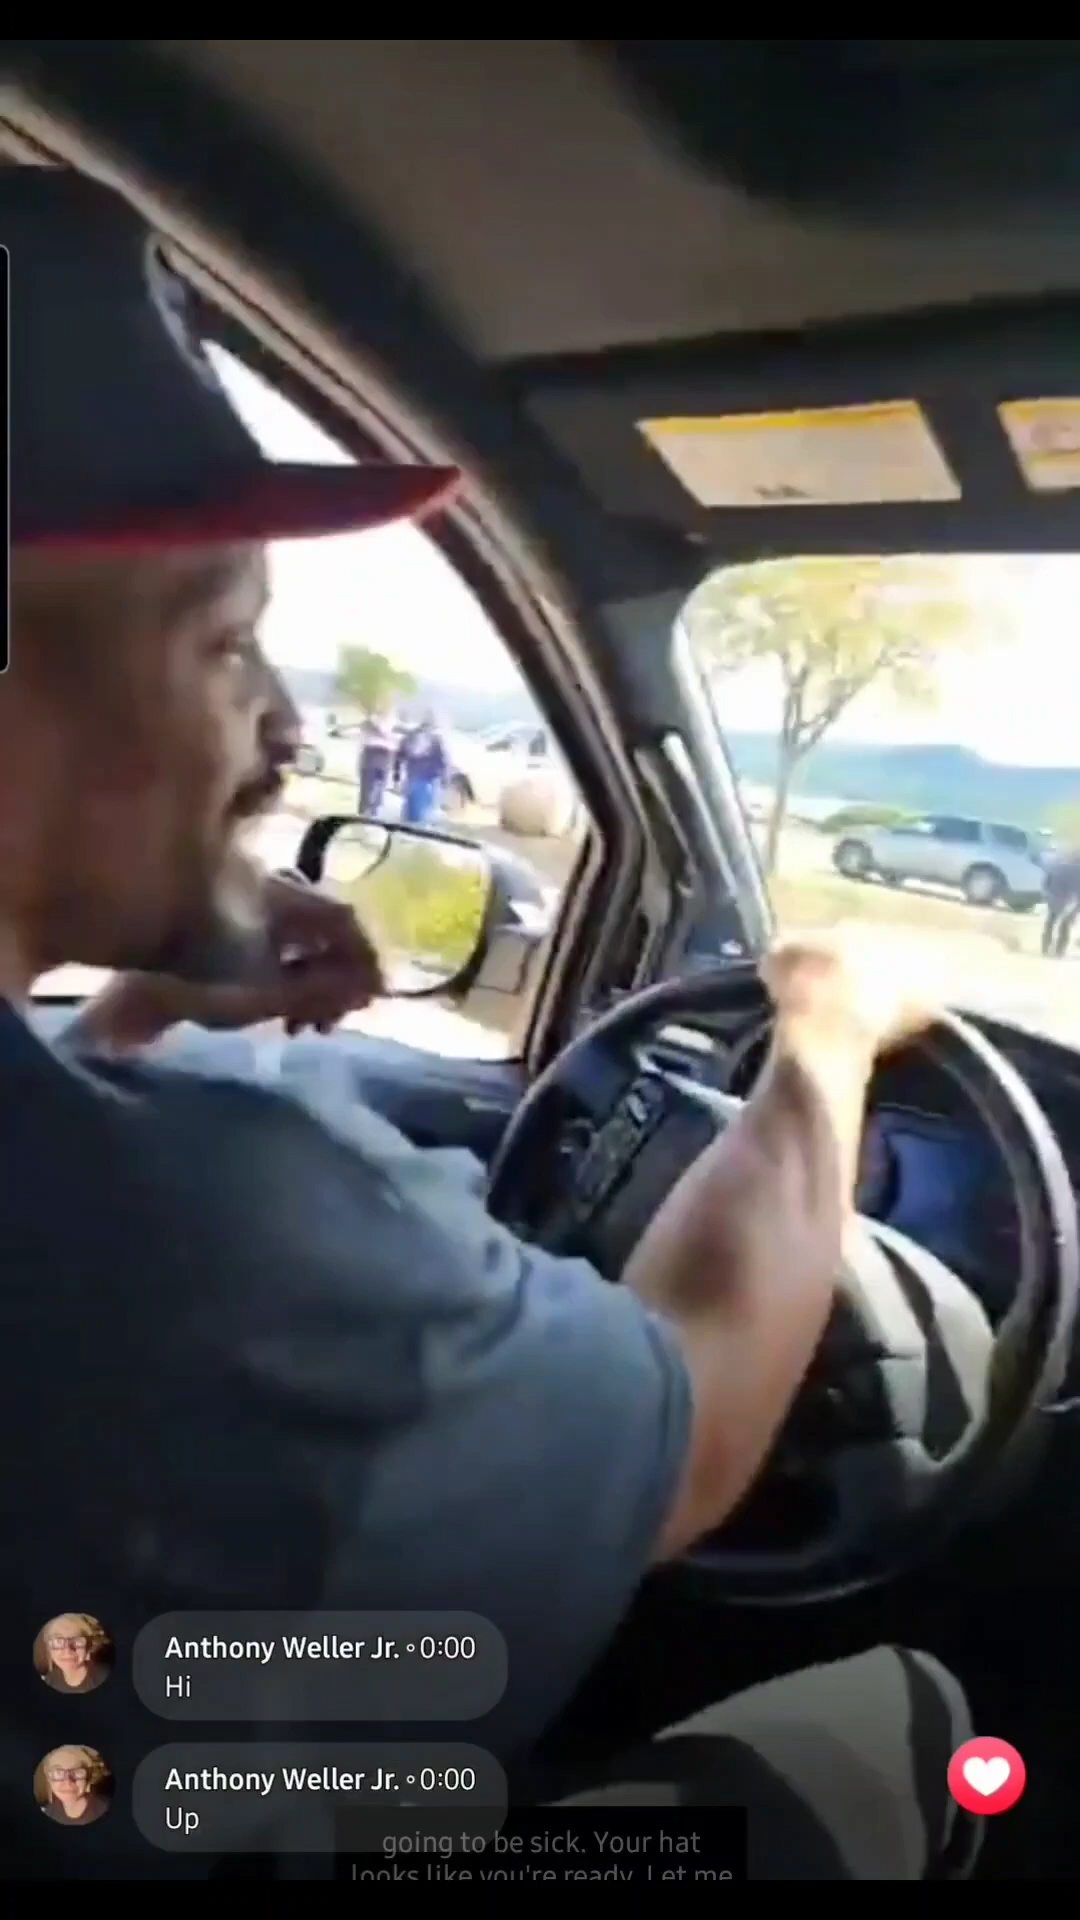 Anthony Weller Jr. ∘ 0:00
Hi
Anthony Weller Jr. ∘ 0:00
Up
going to be sick. Your hat
looks like you're ready. Let me